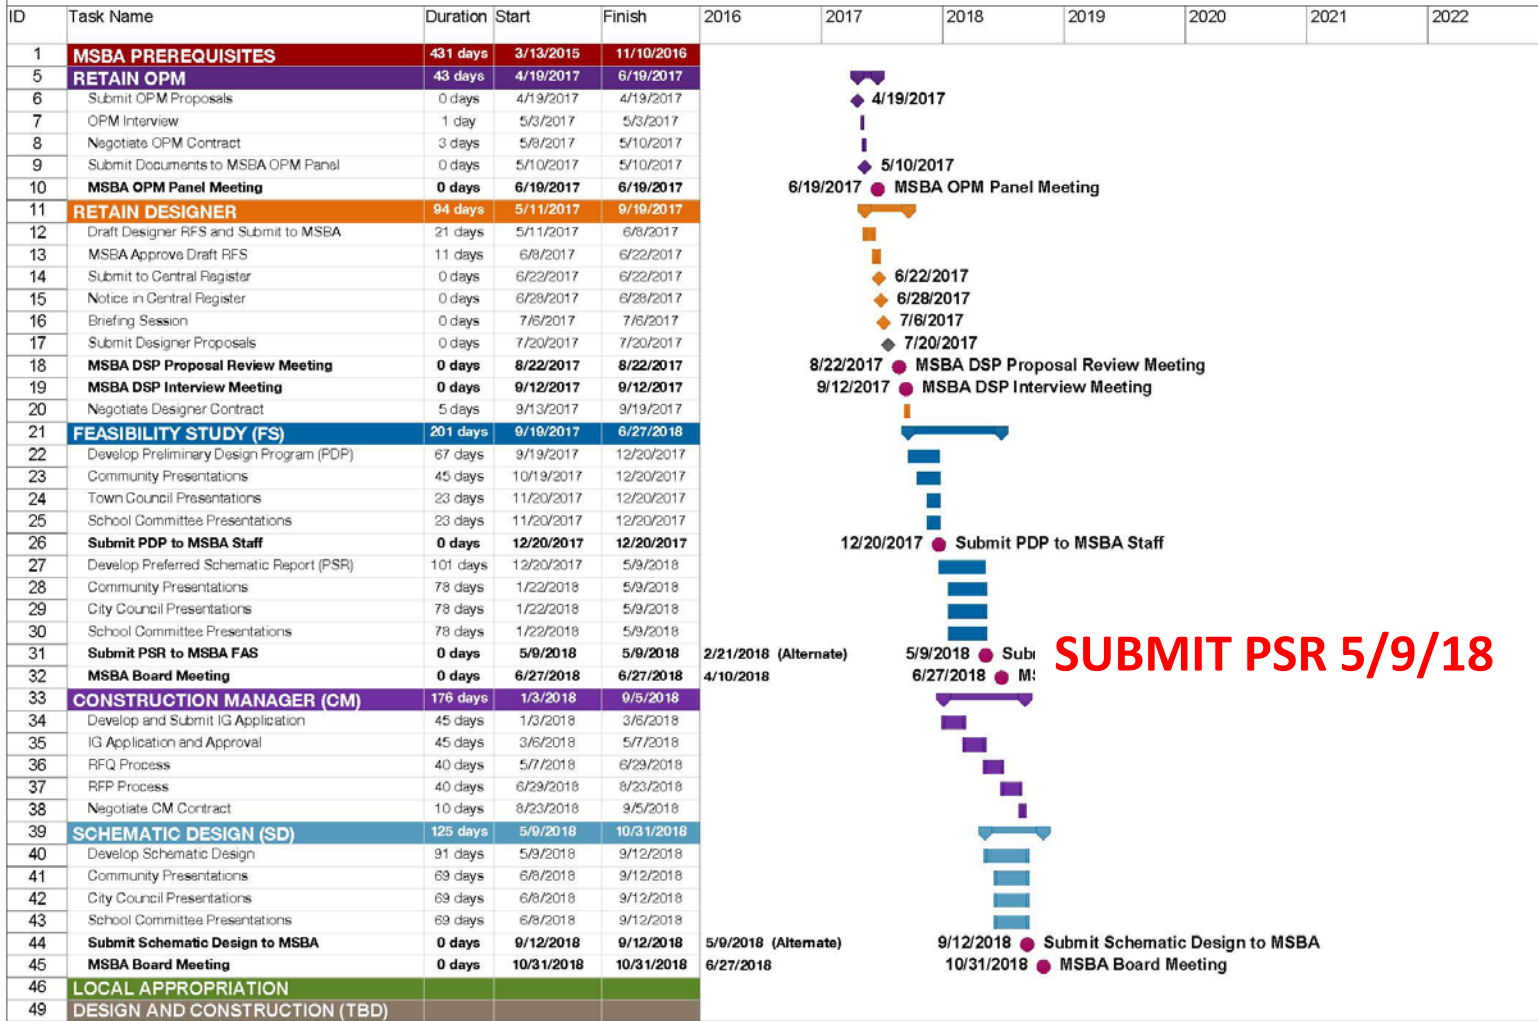 ID Task Name Duration Start Finish 2016 2017 2018 2019 2020 2021 2022
1 MSBA PREREQUISITES 431 days 3/13/2015 11/10/2016
5 RETAIN OPM 43 days 4/19/2017 6/19/2017
6 Submit OPM Proposals 0 days 4/19/2017 4/19/2017 4/19/2017
7 OPM Interview 1 day 5/3/2017 5/3/2017
8 Negotiate OPM Contract 3 days 5/8/2017 5/10/2017
9 Submit Documents to MSBA OPM Panel 0 days 5/10/2017 5/10/2017 5/10/2017
10 MSBA OPM Panel Meeting 0 days 6/19/2017 6/19/2017 6/19/2017 MSBA OPM Panel Meeting
11 RETAIN DESIGNER 94 days 5/11/2017 9/19/2017
12 Draft Designer RFS and Submit to MSBA 21 days 5/11/2017 6/8/2017
13 MSBA Approve Draft RFS 11 days 6/8/2017 6/22/2017
14 Submit to Central Register 0 days 6/22/2017 6/22/2017 6/22/2017
15 Notice in Central Register 0 days 6/28/2017 6/28/2017 6/28/2017
16 Briefing Session 0 days 7/6/2017 7/6/2017 7/6/2017
17 Submit Designer Proposals 0 days 7/20/2017 7/20/2017 7/20/2017
18 MSBA DSP Proposal Review Meeting 0 days 8/22/2017 8/22/2017 8/22/2017 MSBA DSP Proposal Review Meeting
19 MSBA DSP Interview Meeting 0 days 9/12/2017 9/12/2017 9/12/2017 MSBA DSP Interview Meeting
20 Negotiate Designer Contract 5 days 9/13/2017 9/19/2017
21 FEASIBILITY STUDY (FS) 201 days 9/19/2017 6/27/2018
22 Develop Preliminary Design Program (PDP) 67 days 9/19/2017 12/20/2017
23 Community Presentations 45 days 10/19/2017 12/20/2017
24 Town Council Presentations 23 days 11/20/2017 12/20/2017
25 School Committee Presentations 23 days 11/20/2017 12/20/2017
26 Submit PDP to MSBA Staff 0 days 12/20/2017 12/20/2017 12/20/2017 Submit PDP to MSBA Staff
27 Develop Preferred Schematic Report (PSR) 101 days 12/20/2017 5/9/2018
28 Community Presentations 78 days 1/22/2018 5/9/2018
29 City Council Presentations 78 days 1/22/2018 5/9/2018
30 School Committee Presentations 78 days 1/22/2018 5/9/2018
31 Submit PSR to MSBA FAS 0 days 5/9/2018 5/9/2018 2/21/2018 (Alternate) 5/9/2018 Subr
SUBMIT PSR 5/9/18
32 MSBA Board Meeting 0 days 6/27/2018 6/27/2018 4/10/2018 6/27/2018
33 CONSTRUCTION MANAGER (CM) 176 days 1/3/2018 9/5/2018
34 Develop and Submit IG Application 45 days 1/3/2018 3/6/2018
35 IG Application and Approval 45 days 3/6/2018 5/7/2018
36 RFQ Process 40 days 5/7/2018 6/29/2018
37 RFP Process 40 days 6/29/2018 8/23/2018
38 Negotiate CM Contract 10 days 8/23/2018 9/5/2018
39 SCHEMATIC DESIGN (SD) 125 days 5/9/2018 10/31/2018
40 Develop Schematic Design 91 days 5/9/2018 9/12/2018
41 Community Presentations 69 days 6/8/2018 9/12/2018
42 City Council Presentations 69 days 6/8/2018 9/12/2018
43 School Committee Presentations 69 days 6/8/2018 9/12/2018
44 Submit Schematic Design to MSBA 0 days 9/12/2018 9/12/2018 5/9/2018 (Alternate) 9/12/2018 Submit Schematic Design to MSBA
45 MSBA Board Meeting 0 days 10/31/2018 10/31/2018 6/27/2018 10/31/2018 MSBA Board Meeting
46 LOCAL APPROPRIATION
49 DESIGN AND CONSTRUCTION (TBD)